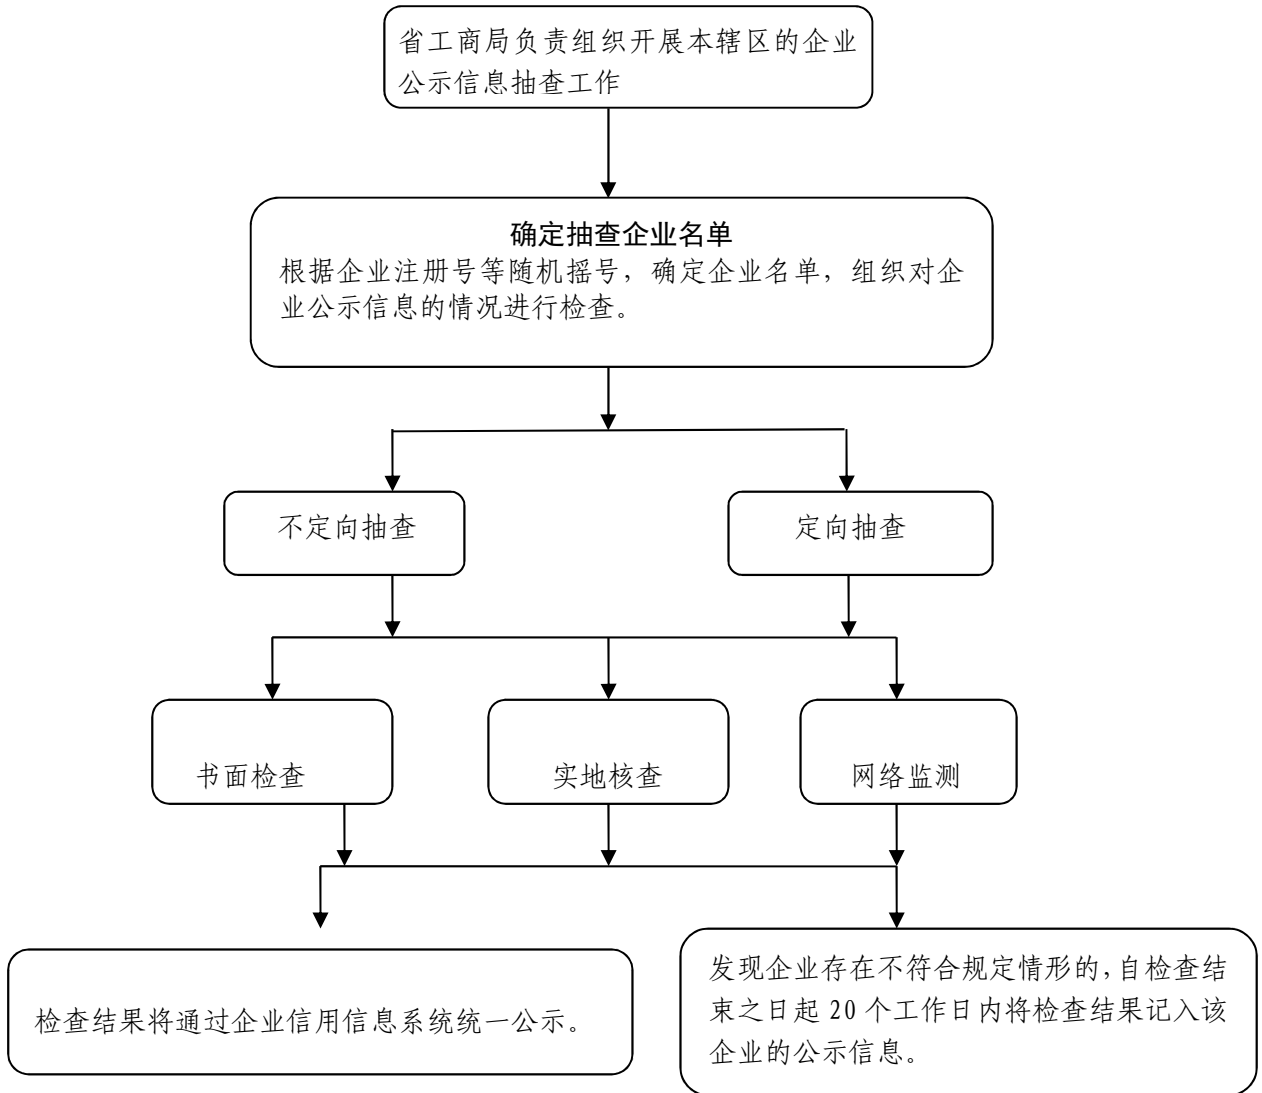 省工商局负责组织开展本辖区的企业
公示信息抽查工作
确定抽查企业名单
根据企业注册号等随机摇号，确定企业名单，组织对企
业公示信息的情况进行检查。
不定向抽查
定向抽查
书面检查
实地核查
网络监测
检查结果将通过企业信用信息系统统一公示。
发现企业存在不符合规定情形的，自检查结
束之日起 20 个工作日内将检查结果记入该
企业的公示信息。